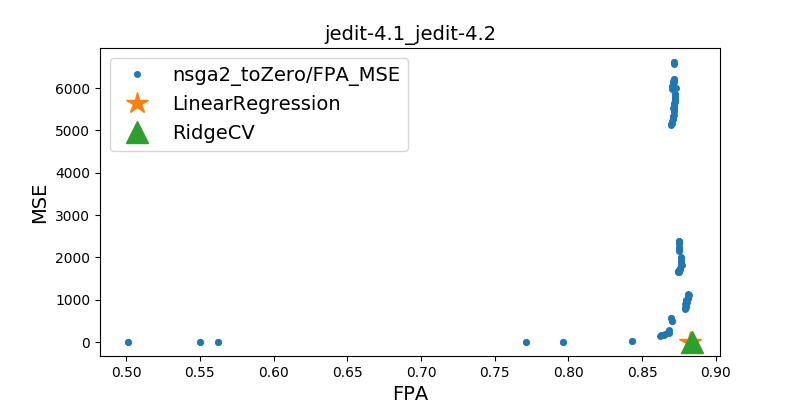 jedit-4.1_jedit-4.2
nsga2_toZero/FPA_MSE
LinearRegression
RidgeCV
MSE
6000
5000
4000
3000
2000
1000
0
0.50 0.55 0.60 0.65 0.70 0.75 0.80 0.85 0.90
FPA